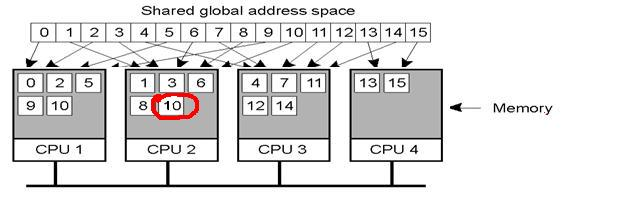 Shared global address space
0 1 2 3 4 5 6 7 8 9 10 11 12 13 14 15
0 2 5 1 3 6 4 7 11 13 15
9 10 8 10 12 14
Memory
CPU 1 CPU 2 CPU 3 CPU 4